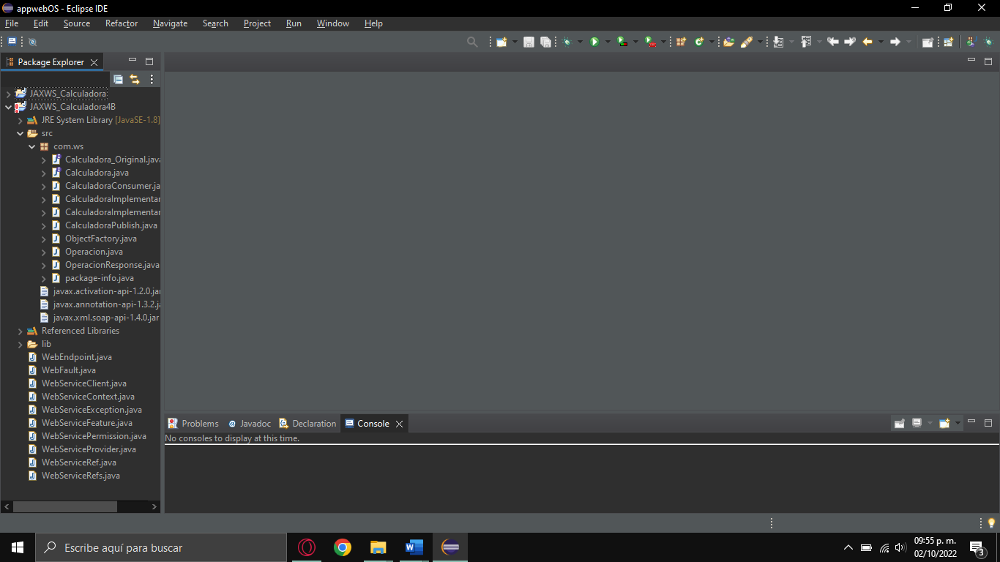 appwebOS - Eclipse IDE
File Edit Source Refactor Navigate Search Project Run Window Help
Package Explorer
JAXWS_Calculadora
JAXWS_Calculadora4B
JRE System Library [JavaSE-1.8]
src
com.ws
Calculadora_Original.java
Calculadora.java
CalculadoraConsumer.ja
CalculadoraImplementar
CalculadoraImplementar
CalculadoraPublish.java
ObjectFactory.java
Operacion.java
OperacionResponse.java
package-info.java
javax.activation-api-1.2.0.jar
javax.annotation-api-1.3.2.ja
javax.xml.soap-api-1.4.0.jar
Referenced Libraries
lib
WebEndpoint.java
WebFault.java
WebServiceClient.java
WebServiceContext.java
WebServiceException.java
WebServiceFeature.java
WebServicePermission.java
WebServiceProvider.java
WebServiceRef.java
WebServiceRefs.java
Problems @ Javadoc Declaration Console
No consoles to display at this time.
Escribe aquí para buscar
09:55 p. m.
02/10/2022
3